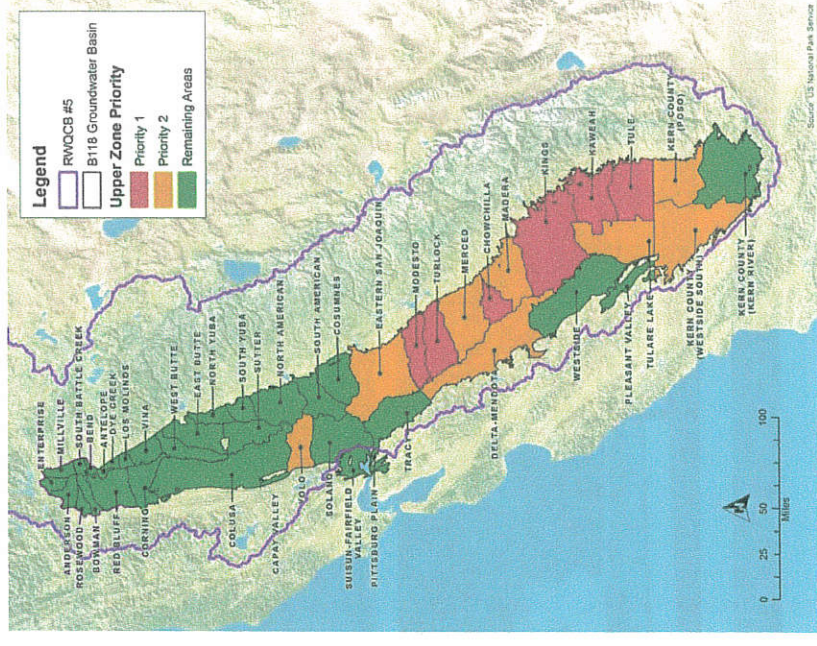 Legend
RWQCB #5
B118 Groundwater Basin
Upper Zone Priority
Priority 1
Priority 2
Remaining Areas
ENTERPRISE
MILLVILLE
SOUTH BATTLE CREEK
BEND
ANTELOPE
DYE CREEK
LOS MOLINOS
VINA
WEST BUTTE
EAST BUTTE
NORTH YUBA
SOUTH YUBA
SUTTER
NORTH AMERICAN
SOUTH AMERICAN
COSUMNES
EASTERN SAN JOAQUIN
MODESTO
TURLOCK
MERCED
CHOWCHILLA
MADERA
KINGS
KAWEAH
TULE
KERN COUNTY
(POSO)
ANDERSON
ROSEWOOD
BOWMAN
RED BLUFF
CORNING
COLUSA
CAPAY VALLEY
YOLO
SOLANO
SUISUN-FAIRFIELD
VALLEY
PITTSBURG PLAIN
TRACY
DELTA-MENDOTA
WESTSIDE
PLEASANT VALLEY
TULARE LAKE
KERN COUNTY
(WESTSIDE SOUTH)
KERN COUNTY
(KERN RIVER)
0 25 50 100
Miles
Source: US National Park Service